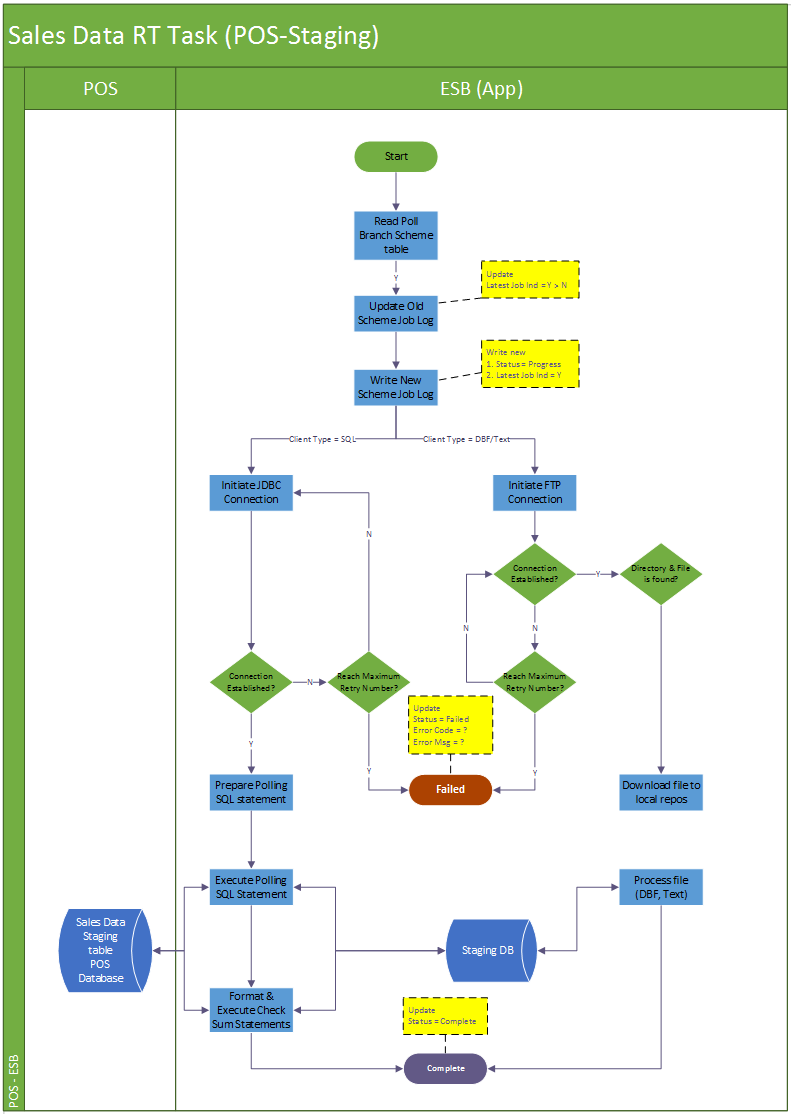 Sales Data RT Task (POS-Staging)
POS
ESB (App)
Start
Read Poll
Branch Scheme
table
Y
Update
Latest Job Ind = Y > N
Update Old
Scheme Job Log
Write new
1. Status = Progress
2. Latest Job Ind = Y
Write New
Scheme Job Log
Client Type = SQL
Client Type = DBF/Text
Initiate JDBC
Connection
Initiate FTP
Connection
N
Connection
Established?
Y
Directory & File
is found?
N
N
Connection
Established?
N
Reach Maximum
Retry Number?
Reach Maximum
Retry Number?
Update
Status = Failed
Error Code = ?
Error Msg = ?
Y
Y
Y
Prepare Polling
SQL statement
Failed
Download file to
local repos
Execute Polling
SQL Statement
Process file
(DBF, Text)
Sales Data
Staging
table
POS
Database
Staging DB
Format &
Execute Check
Sum Statements
Update
Status = Complete
Complete
POS - ESB